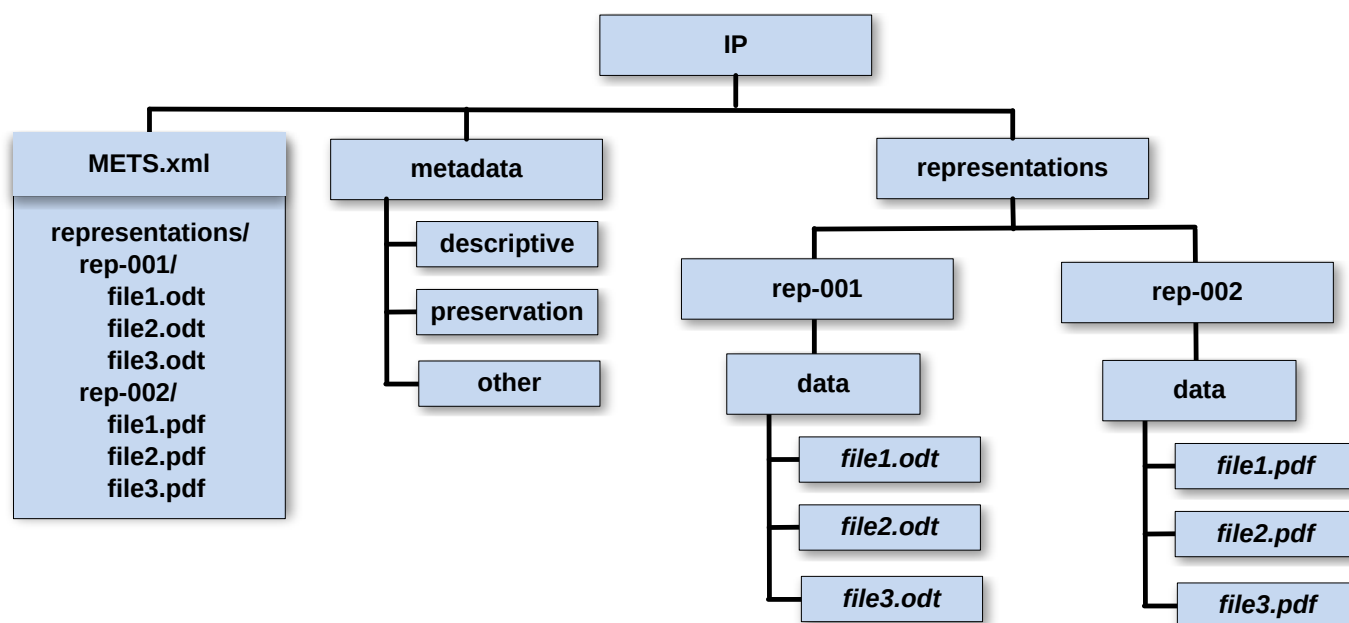 IP
METS.xml
representations/
rep-001/
file1.odt
file2.odt
file3.odt
rep-002/
file1.pdf
file2.pdf
file3.pdf
metadata
descriptive
preservation
other
representations
rep-001
data
file1.odt
file2.odt
file3.odt
rep-002
data
file1.pdf
file2.pdf
file3.pdf